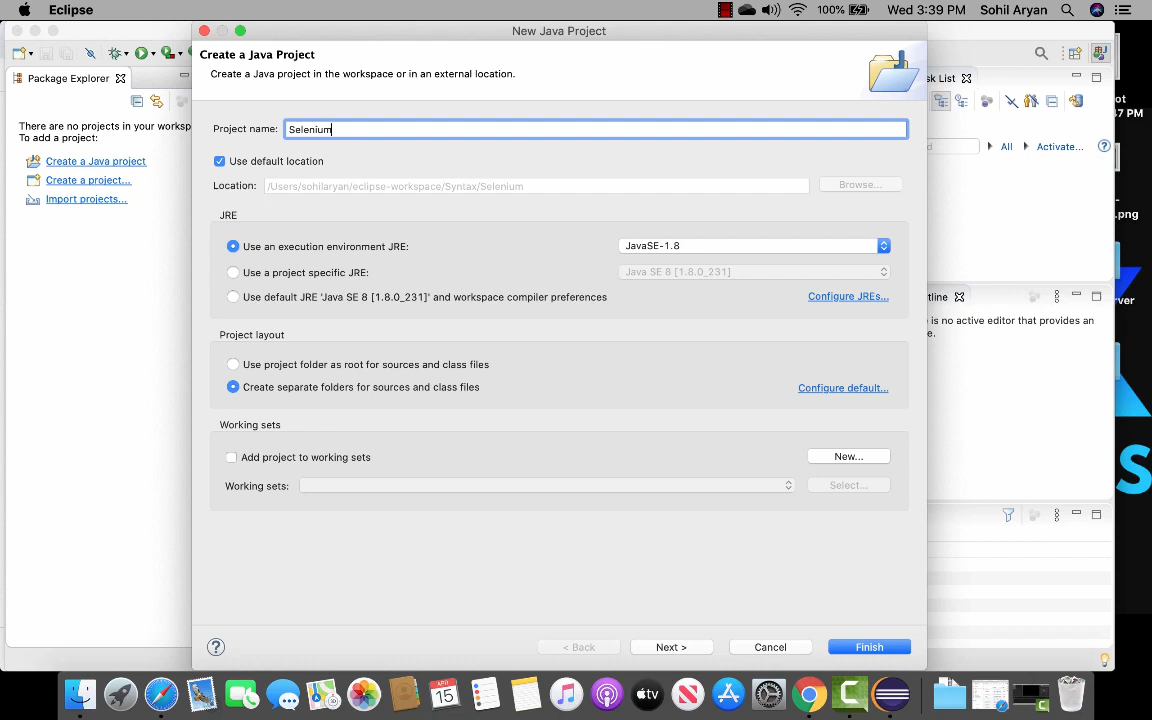 Eclipse
100%
Wed 3:39 PM
Sohil Aryan
New Java Project
Create a Java Project
Create a Java project in the workspace or in an external location.
Package Explorer
There are no projects in your worksp
To add a project:
Create a Java project
Create a project...
Import projects...
Project name:
Selenium
Use default location
Location:
/Users/sohilaryan/eclipse-workspace/Syntax/Selenium
Browse...
JRE
Use an execution environment JRE:
JavaSE-1.8
Use a project specific JRE:
Java SE 8 [1.8.0_231]
Use default JRE 'Java SE 8 [1.8.0_231]' and workspace compiler preferences
Configure JREs...
Project layout
Use project folder as root for sources and class files
Create separate folders for sources and class files
Configure default...
Working sets
Add project to working sets
New...
Working sets:
Select...
?
< Back
Next >
Cancel
Finish
sk List
d
All
Activate...
?
tline
e is no active editor that provides an
e.
ot
47 PM
-
.png
rver
S
APR
15
tv
N
C